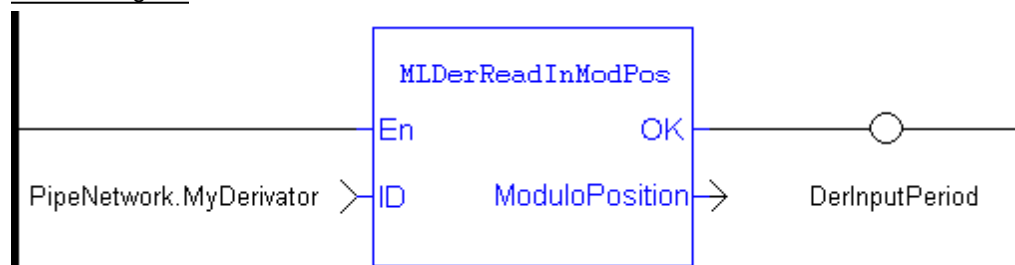 MLDerReadInModPos
En OK
PipeNetwork.MyDerivator ID ModuloPosition DerInputPeriod